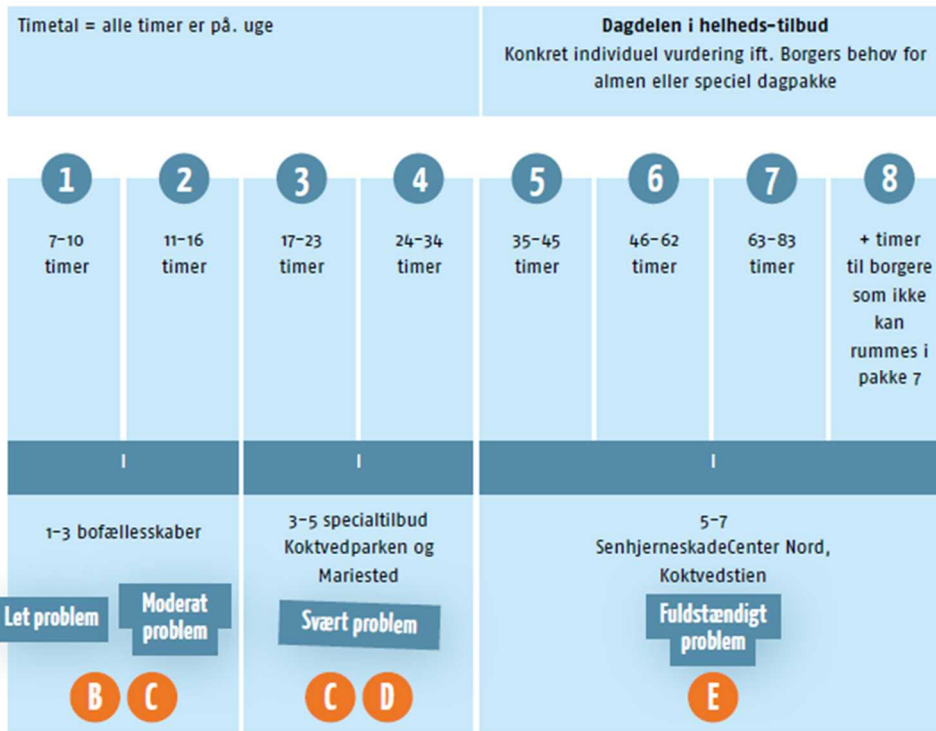 Timetal = alle timer er på. uge
Dagdelen i helheds-tilbud
Konkret individuel vurdering ift. Borgers behov for
almen eller speciel dagpakke
1
7-10
timer
2
11-16
timer
3
17-23
timer
4
24-34
timer
5
35-45
timer
6
46-62
timer
7
63-83
timer
8
+ timer
til borgere
som ikke
kan
rummes i
pakke 7
I
I
I
1-3 bofællesskaber
Let problem
Moderat
problem
B C
3-5 specialtilbud
Koktvedparken og
Mariested
Svært problem
C D
5-7
SenhjerneskadeCenter Nord,
Koktvedstien
Fuldstændigt
problem
E